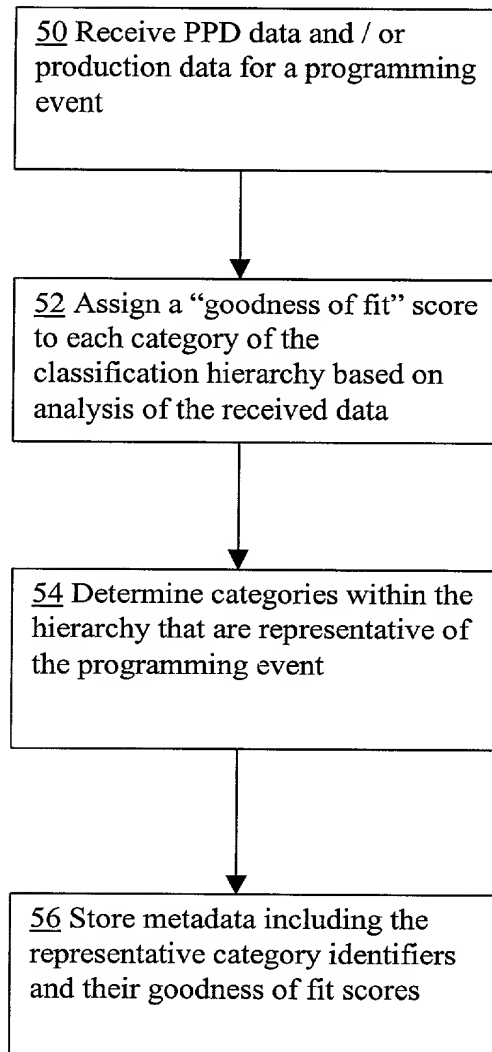 50 Receive PPD data and / or
production data for a programming
event
52 Assign a “goodness of fit” score
to each category of the
classification hierarchy based on
analysis of the received data
54 Determine categories within the
hierarchy that are representative of
the programming event
56 Store metadata including the
representative category identifiers
and their goodness of fit scores